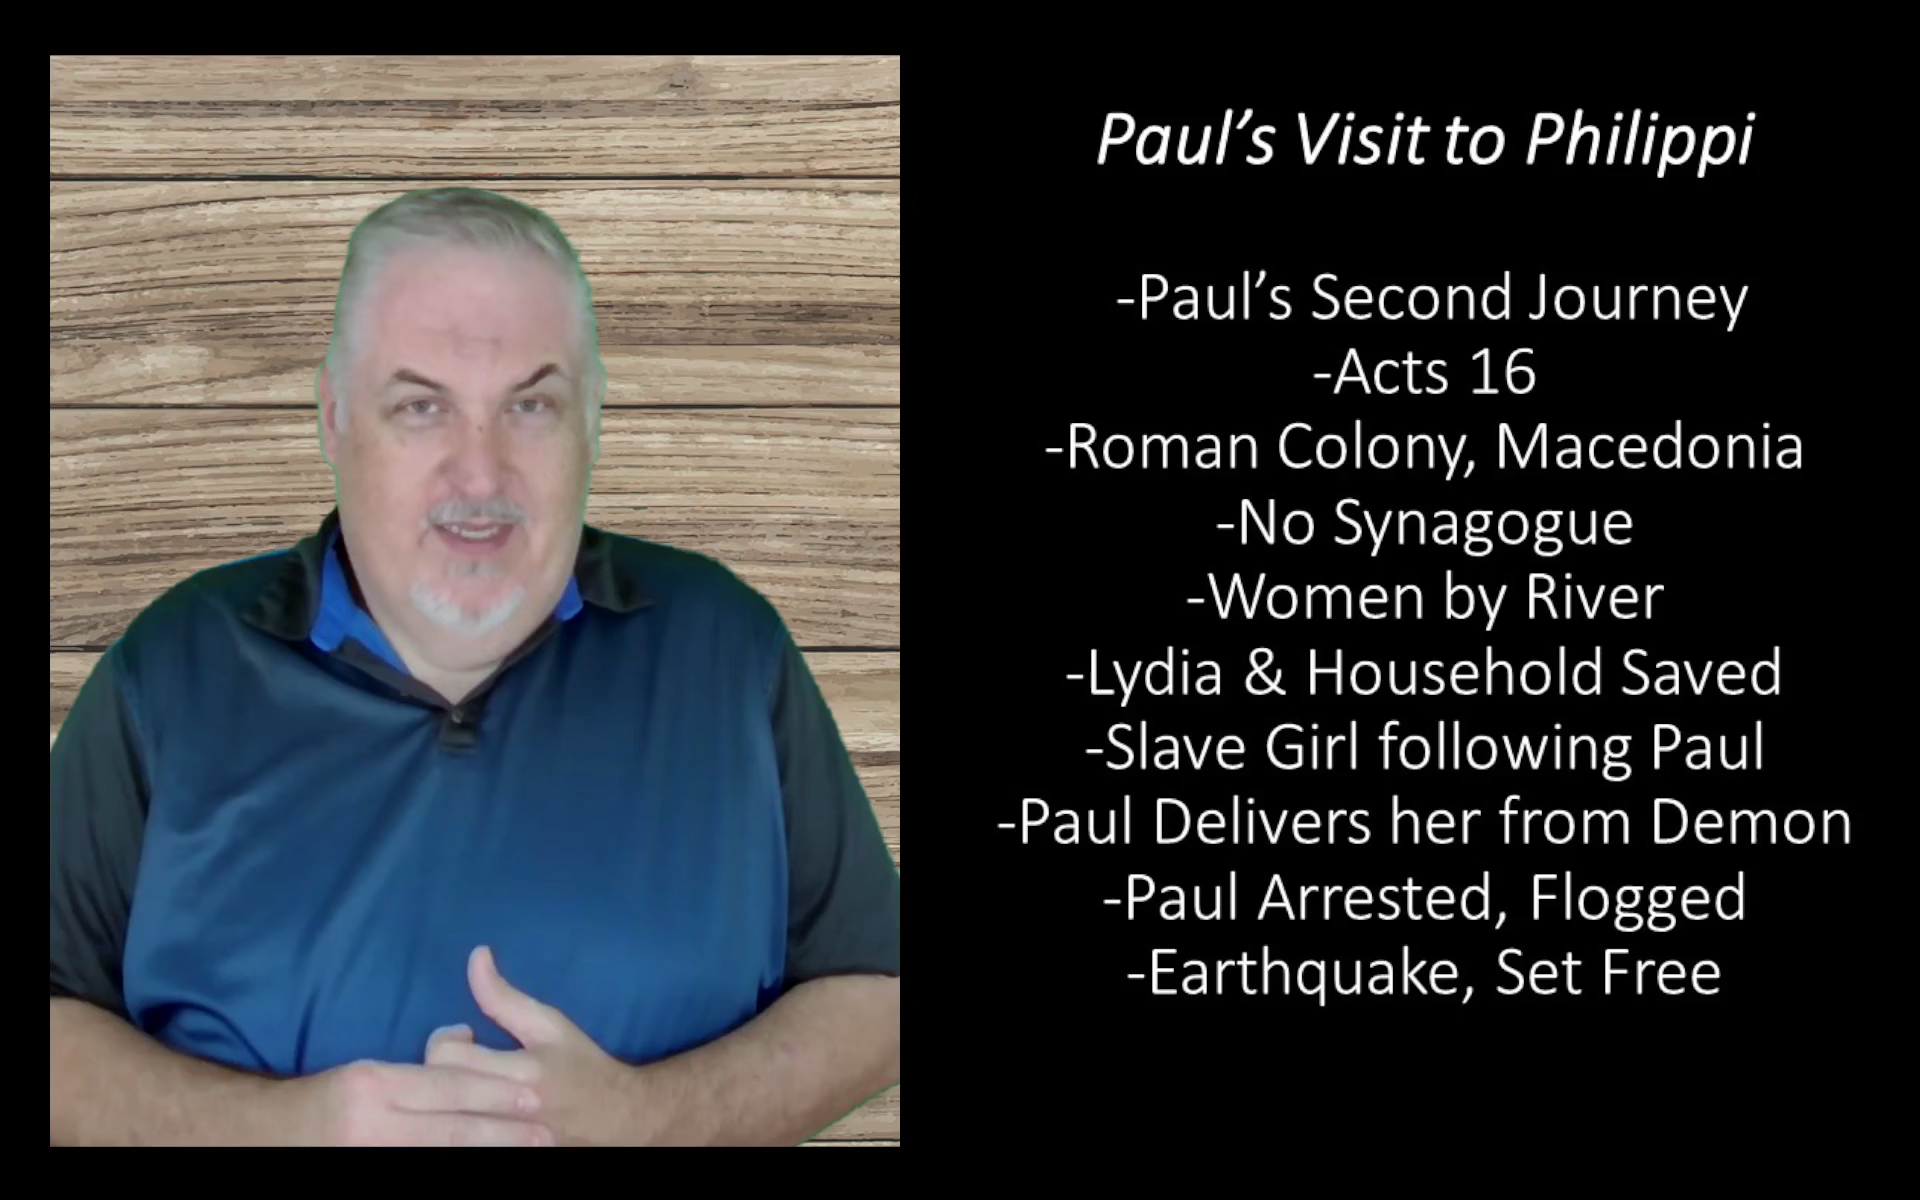 Paul’s Visit to Philippi
-Paul’s Second Journey
-Acts 16
-Roman Colony, Macedonia
-No Synagogue
-Women by River
-Lydia & Household Saved
-Slave Girl following Paul
-Paul Delivers her from Demon
-Paul Arrested, Flogged
-Earthquake, Set Free